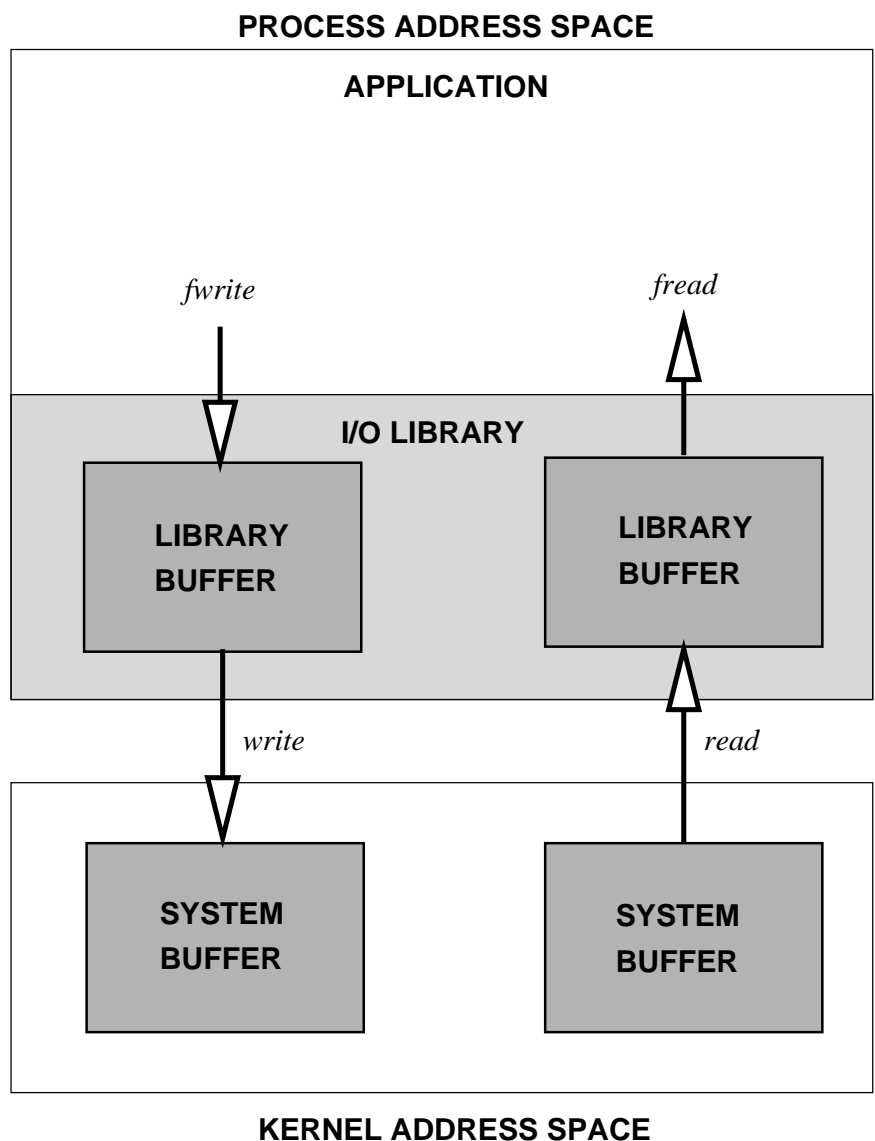 PROCESS ADDRESS SPACE
APPLICATION
fwrite
fread
I/O LIBRARY
LIBRARY
BUFFER
LIBRARY
BUFFER
write
read
SYSTEM
BUFFER
SYSTEM
BUFFER
KERNEL ADDRESS SPACE